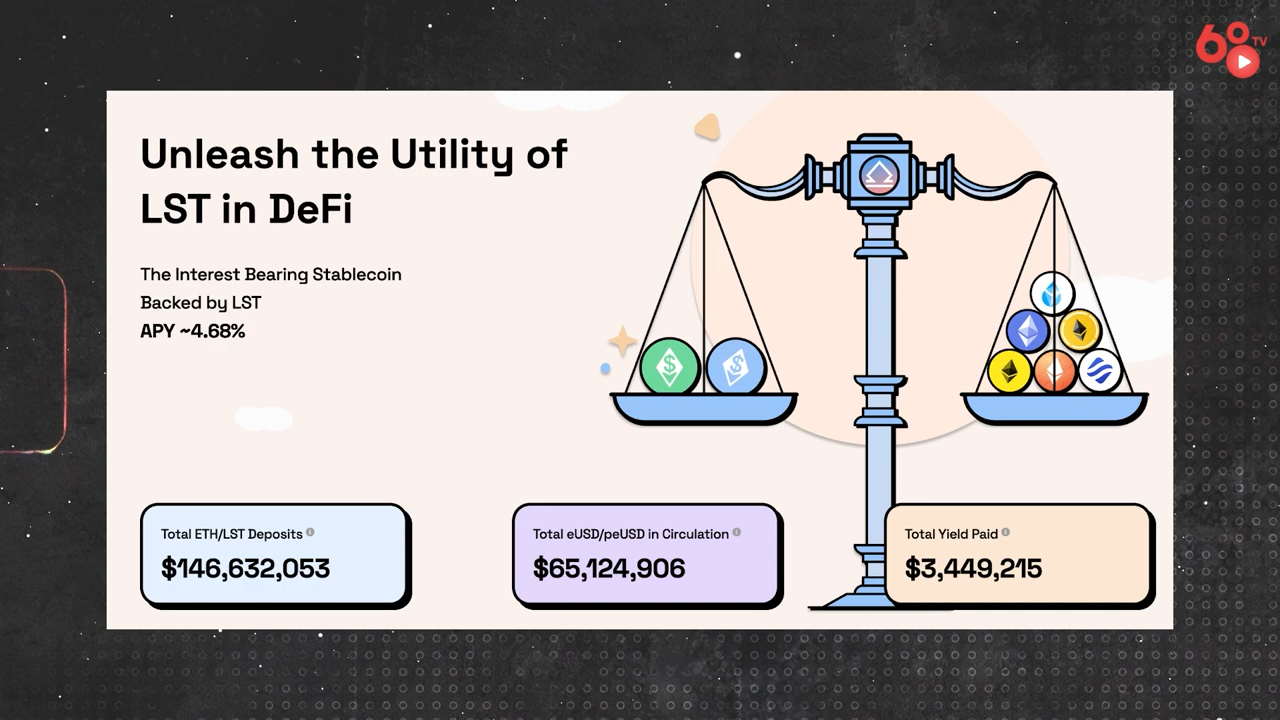 68
TV
Unleash the Utility of
LST in DeFi
The Interest Bearing Stablecoin
Backed by LST
APY ~4.68%
Total ETH/LST Deposits
$146,632,053
Total eUSD/peUSD in Circulation
$65,124,906
Total Yield Paid
$3,449,215